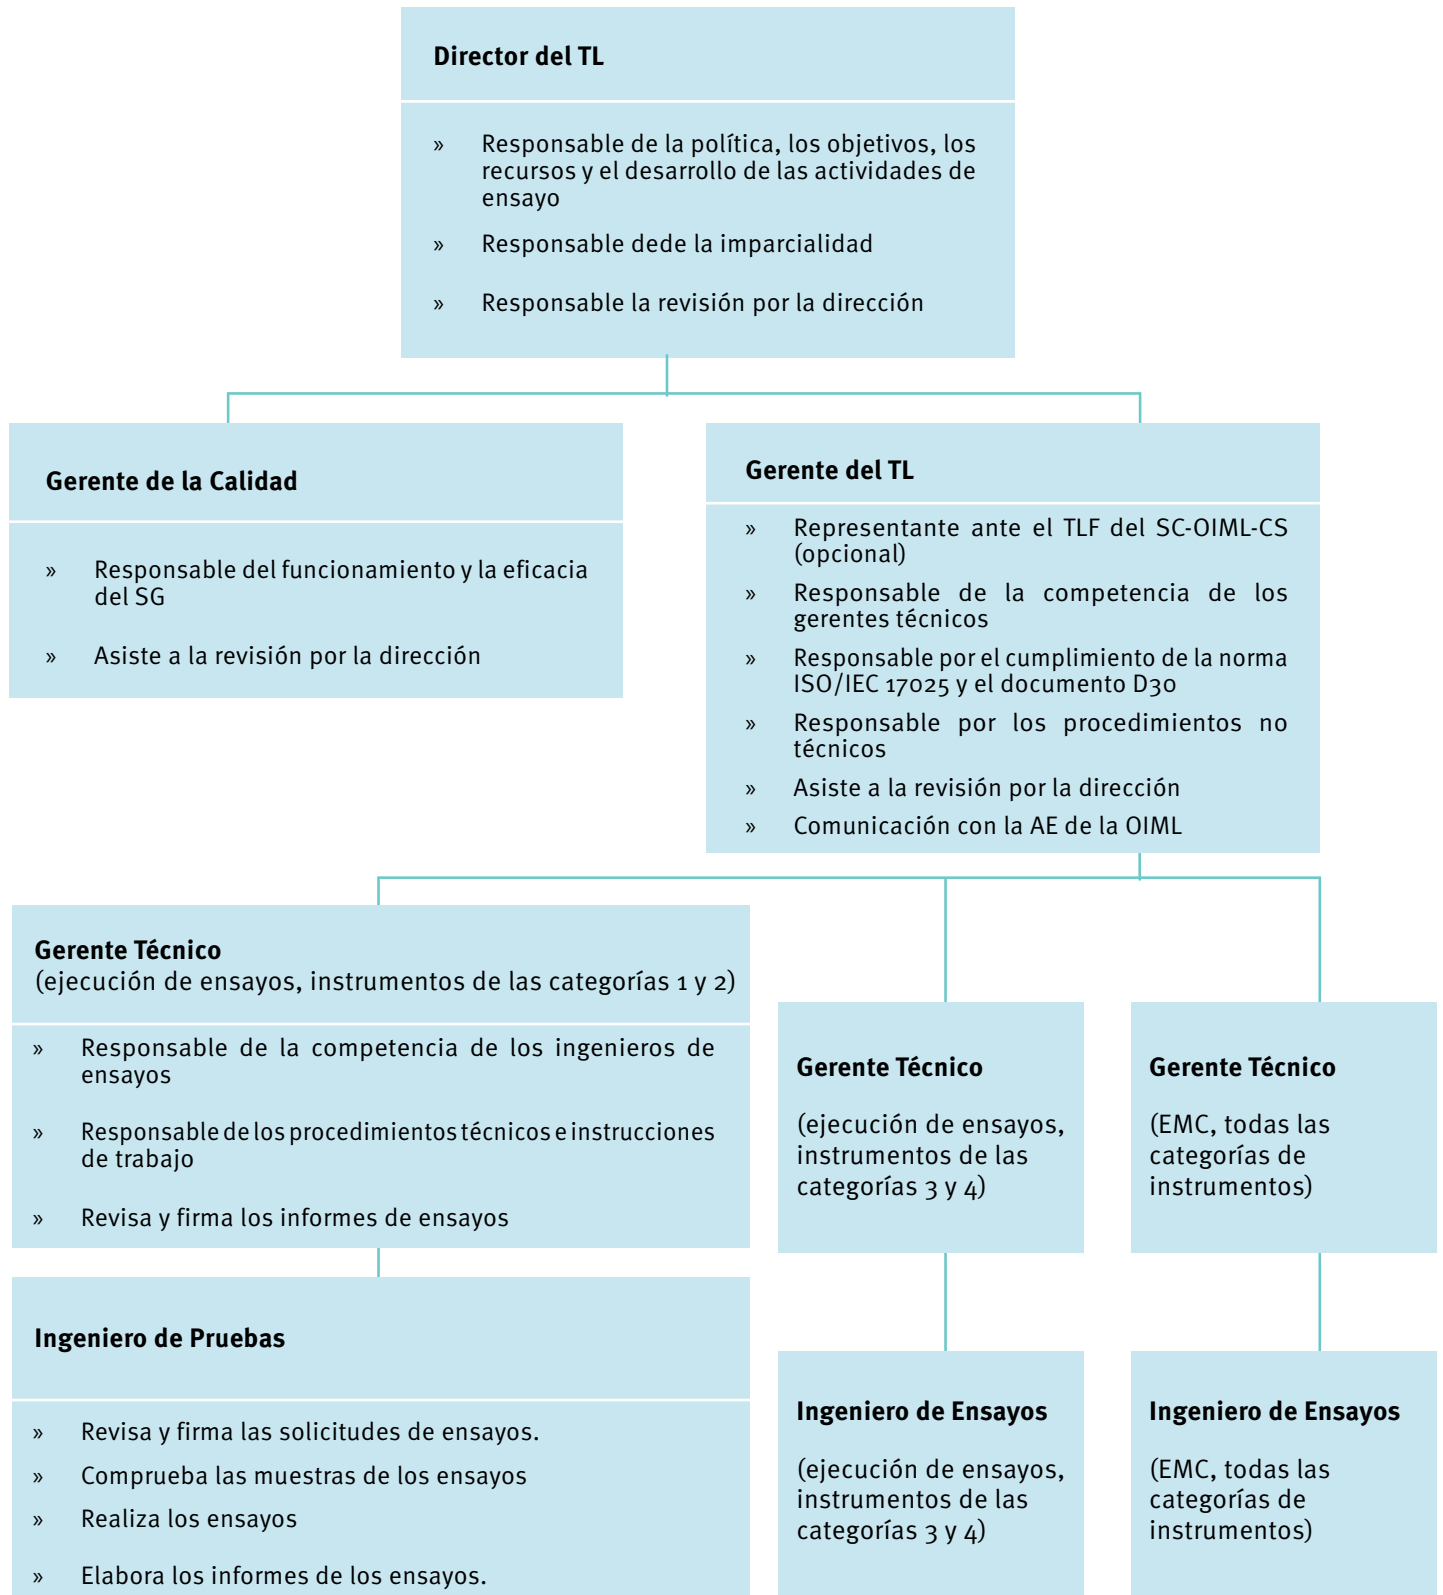 Director del TL
» Responsable de la política, los objetivos, los
recursos y el desarrollo de las actividades de
ensayo
» Responsable dede la imparcialidad
» Responsable la revisión por la dirección
Gerente de la Calidad
» Responsable del funcionamiento y la eficacia
del SG
» Asiste a la revisión por la dirección
Gerente del TL
» Representante ante el TLF del SC-OIML-CS
(opcional)
» Responsable de la competencia de los
gerentes técnicos
» Responsable por el cumplimiento de la norma
ISO/IEC 17025 y el documento D30
» Responsable por los procedimientos no
técnicos
» Asiste a la revisión por la dirección
» Comunicación con la AE de la OIML
Gerente Técnico
(ejecución de ensayos, instrumentos de las categorías 1 y 2)
» Responsable de la competencia de los ingenieros de
ensayos
» Responsable de los procedimientos técnicos e instrucciones
de trabajo
» Revisa y firma los informes de ensayos
Gerente Técnico
(ejecución de ensayos,
instrumentos de las
categorías 3 y 4)
Gerente Técnico
(EMC, todas las
categorías de
instrumentos)
Ingeniero de Pruebas
» Revisa y firma las solicitudes de ensayos.
» Comprueba las muestras de los ensayos
» Realiza los ensayos
» Elabora los informes de los ensayos.
Ingeniero de Ensayos
(ejecución de ensayos,
instrumentos de las
categorías 3 y 4)
Ingeniero de Ensayos
(EMC, todas las
categorías de
instrumentos)